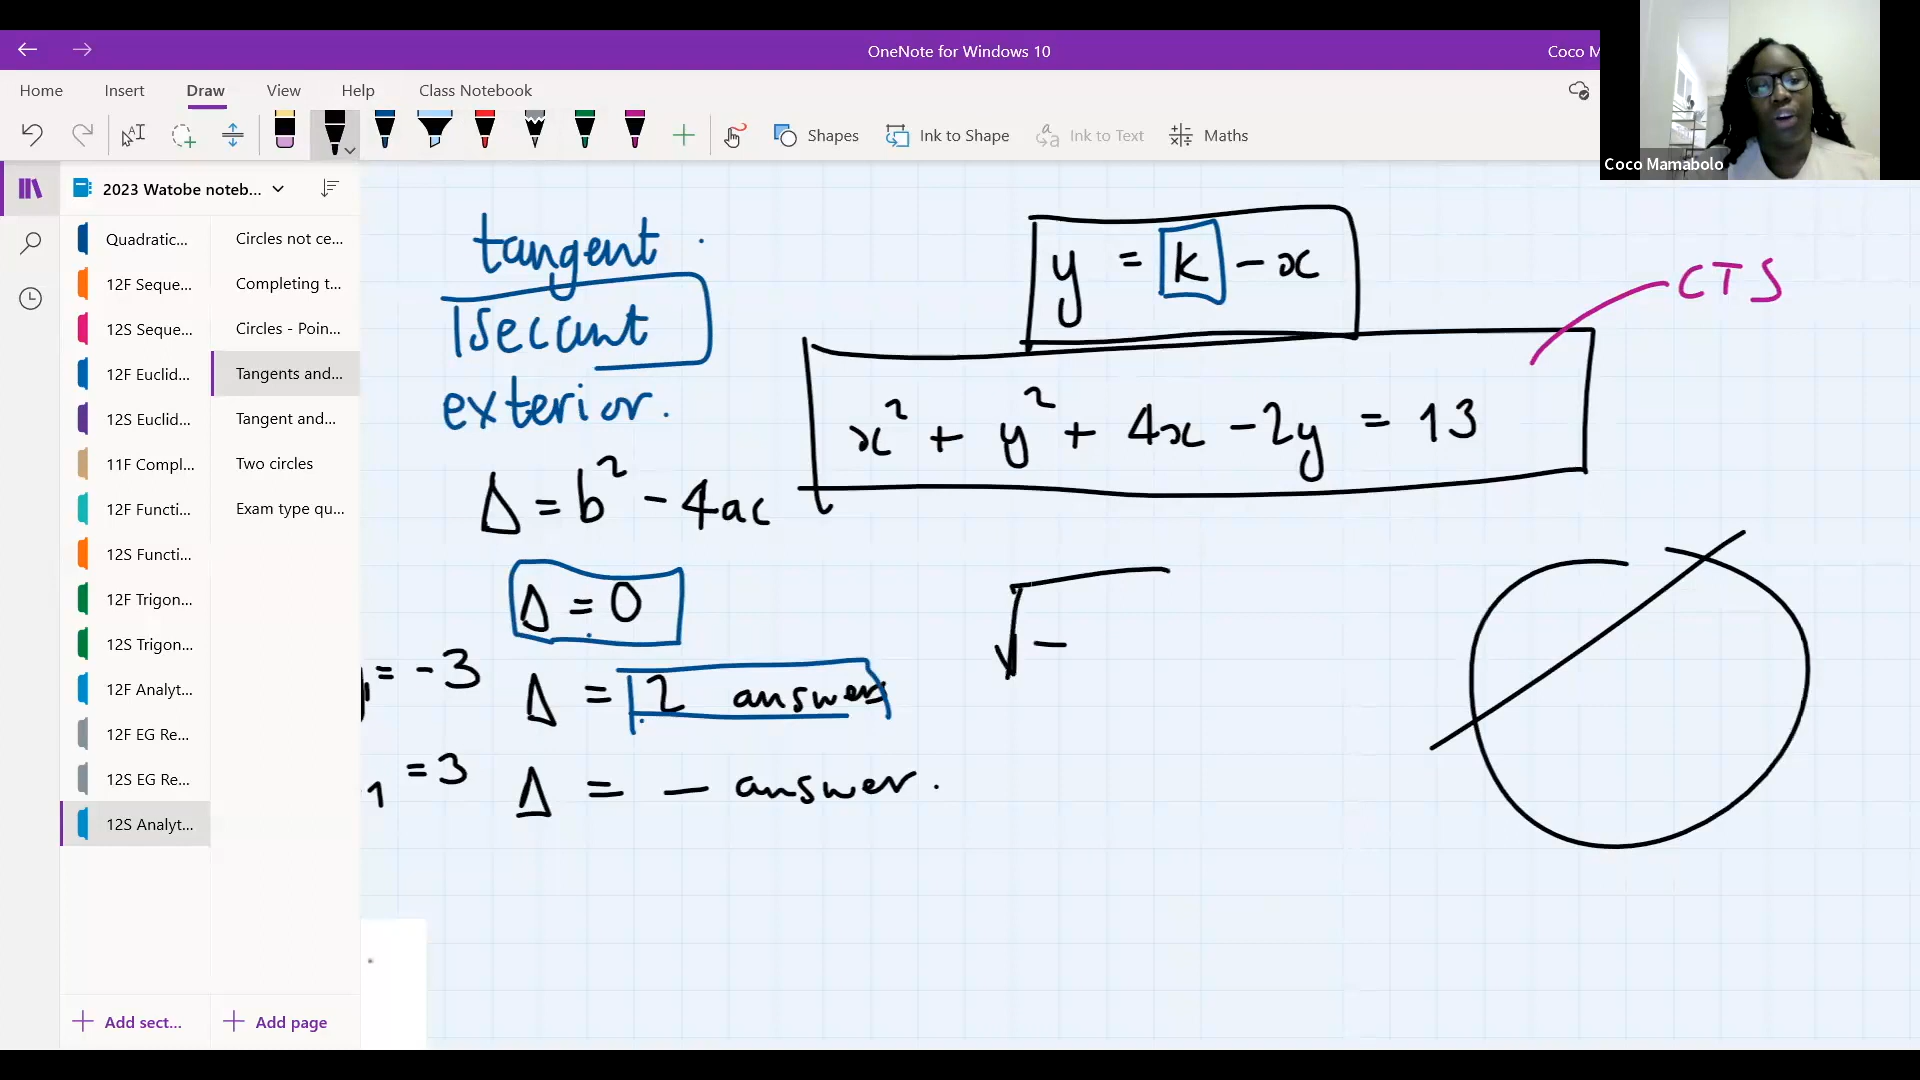 OneNote for Windows 10
Coco M
Home Insert Draw View Help Class Notebook
Shapes Ink to Shape Ink to Text Maths
Coco Mamabolo
2023 Watobe noteb...
Quadratic...
12F Seque...
12S Seque...
12F Euclid...
12S Euclid...
11F Compl...
12F Functi...
12S Functi...
12F Trigon...
12S Trigon...
12F Analyt...
12F EG Re...
12S EG Re...
12S Analyt...
Add sect...
Circles not ce...
Completing t...
Circles - Poin...
Tangents and...
Tangent and...
Two circles
Exam type qu...
Add page
tangent.
secant
exterior.
y = k - x
CTS
x² + y² + 4x - 2y = 13
Δ = b² - 4ac
Δ = 0
√-
= -3
Δ = 2 answers
1 = 3
Δ = - answer.